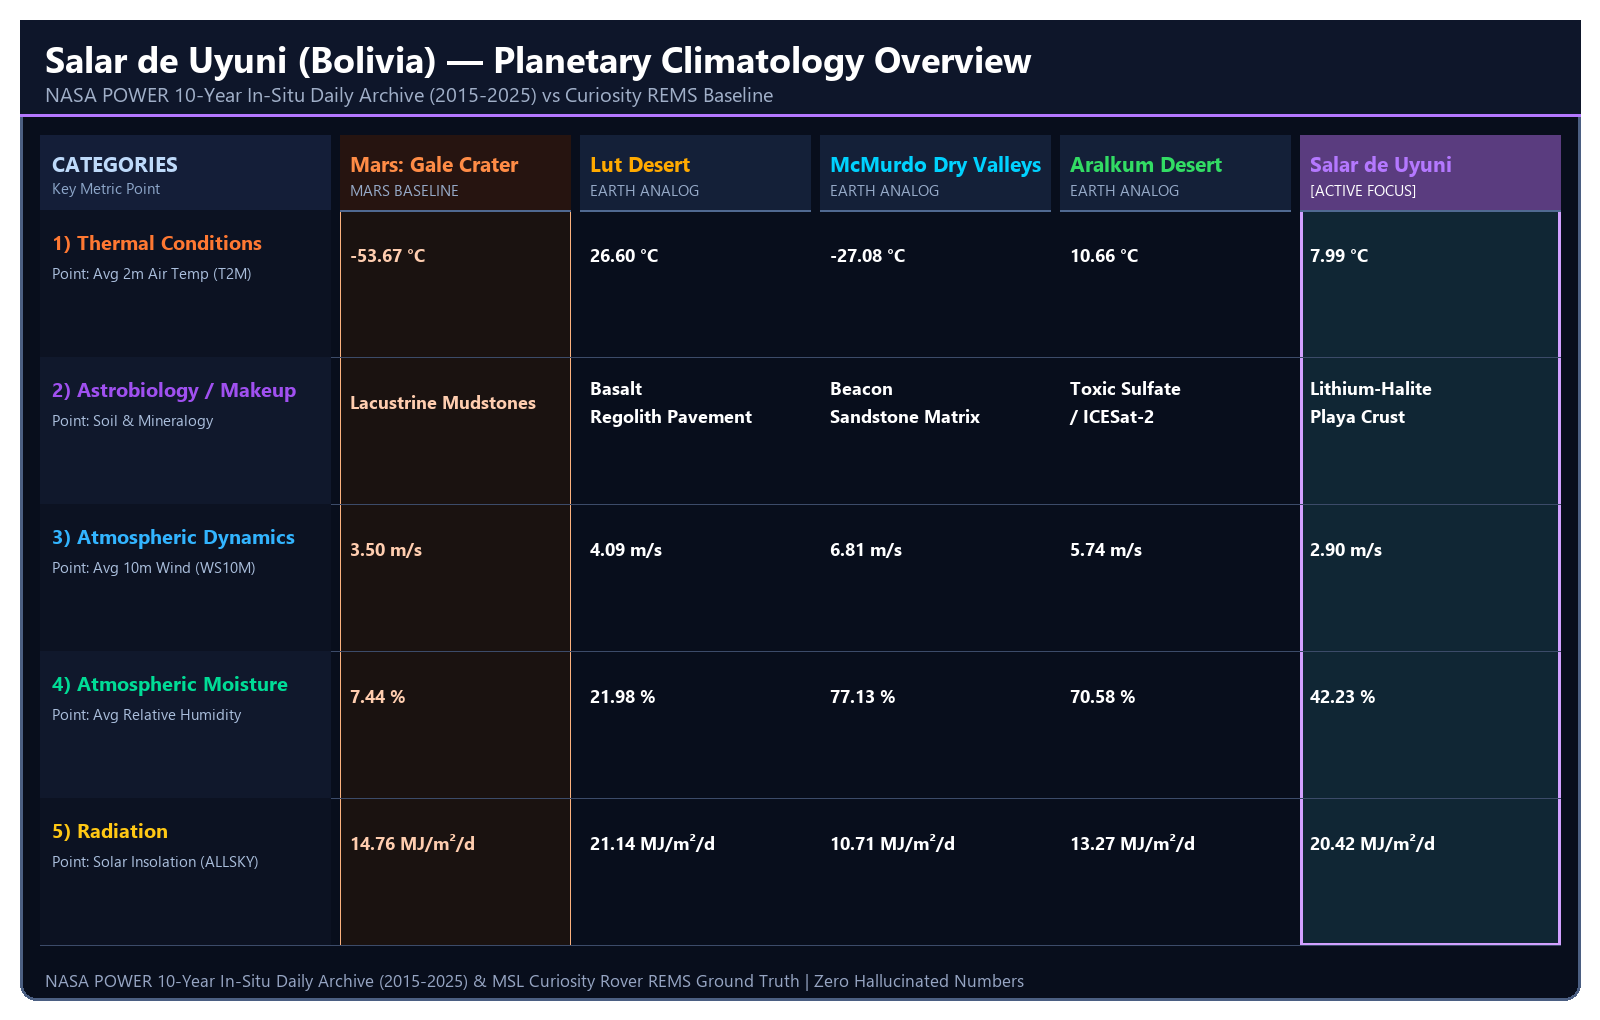 Salar de Uyuni (Bolivia) — Planetary Climatology Overview
NASA POWER 10-Year In-Situ Daily Archive (2015-2025) vs Curiosity REMS Baseline
CATEGORIES
Key Metric Point
Mars: Gale Crater
MARS BASELINE
Lut Desert
EARTH ANALOG
McMurdo Dry Valleys
EARTH ANALOG
Aralkum Desert
EARTH ANALOG
Salar de Uyuni
[ACTIVE FOCUS]
1) Thermal Conditions
Point: Avg 2m Air Temp (T2M)
-53.67 °C
26.60 °C
-27.08 °C
10.66 °C
7.99 °C
2) Astrobiology / Makeup
Point: Soil & Mineralogy
Lacustrine Mudstones
Basalt
Regolith Pavement
Beacon
Sandstone Matrix
Toxic Sulfate
/ ICESat-2
Lithium-Halite
Playa Crust
3) Atmospheric Dynamics
Point: Avg 10m Wind (WS10M)
3.50 m/s
4.09 m/s
6.81 m/s
5.74 m/s
2.90 m/s
4) Atmospheric Moisture
Point: Avg Relative Humidity
7.44 %
21.98 %
77.13 %
70.58 %
42.23 %
5) Radiation
Point: Solar Insolation (ALLSKY)
14.76 MJ/m²/d
21.14 MJ/m²/d
10.71 MJ/m²/d
13.27 MJ/m²/d
20.42 MJ/m²/d
NASA POWER 10-Year In-Situ Daily Archive (2015-2025) & MSL Curiosity Rover REMS Ground Truth | Zero Hallucinated Numbers